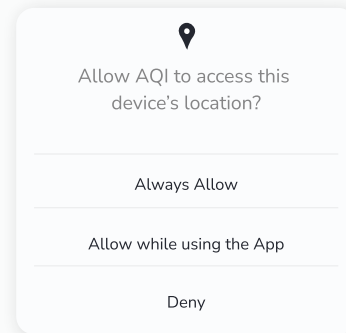 Allow AQI to access this
device's location?
Always Allow
Allow while using the App
Deny